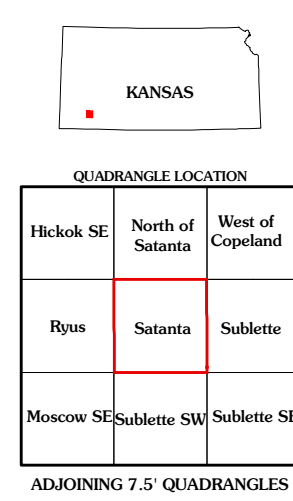 KANSAS
QUADRANGLE LOCATION
Hickok SE
North of
Satanta
West of
Copeland
Ryus
Satanta
Sublette
Moscow SE
Sublette SW
Sublette SE
ADJOINING 7.5' QUADRANGLES